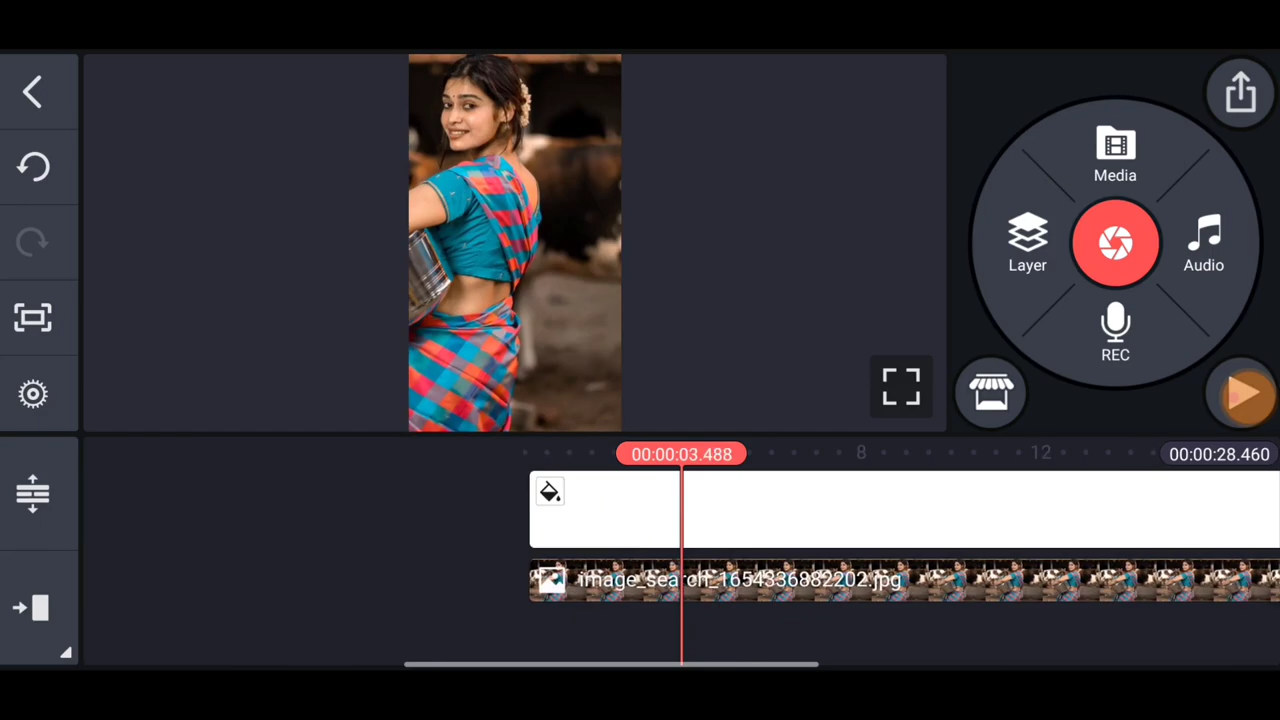 Media
Layer
Audio
REC
00:00:03.488
8
12
00:00:28.460
image_search_1654336882202.jpg